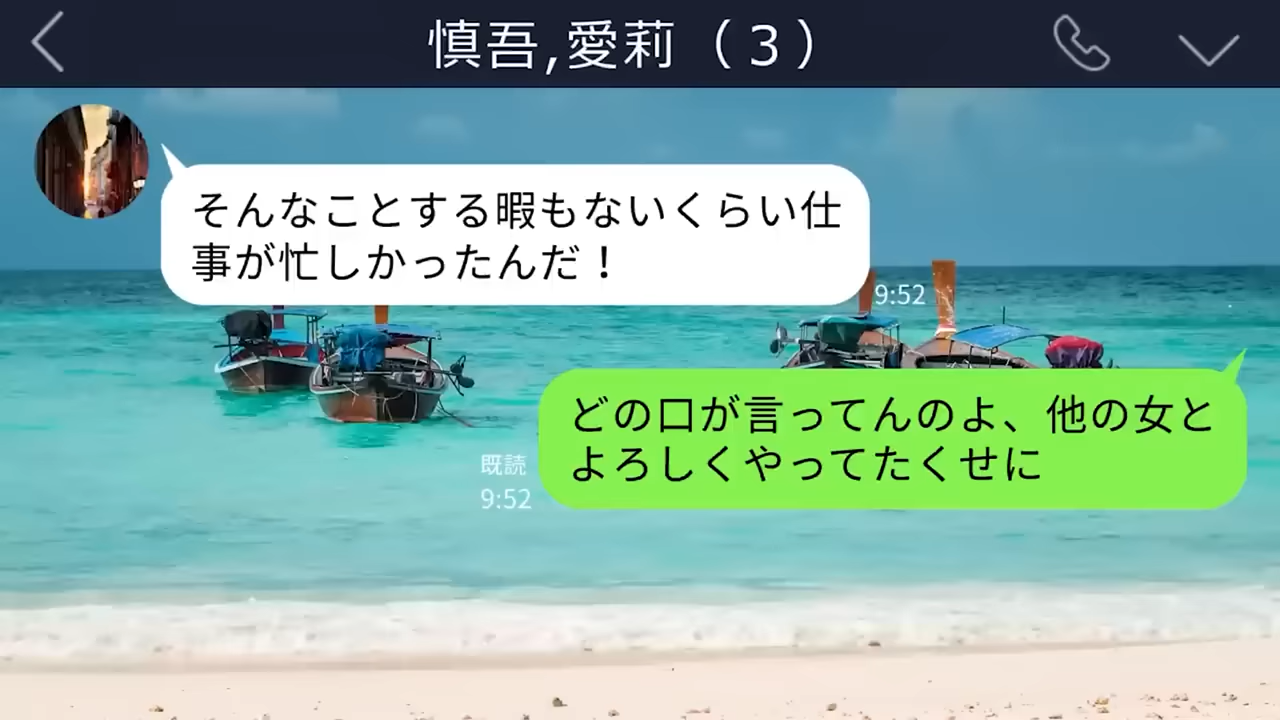 慎吾,愛莉（3）
そんなことする暇もないくらい仕
事が忙しかったんだ！
9:52
どの口が言ってんのよ、他の女と
よろしくやってたくせに
既読
9:52